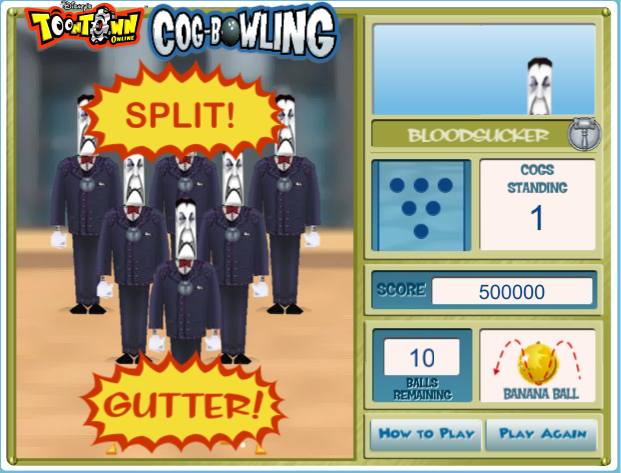 Disney's
TOONTOWN
ONLINE
COG-BOWLING
SPLIT!
BLOODSUCKER
COGS
STANDING
1
SCORE 500000
10
BALLS
REMAINING
BANANA BALL
GUTTER!
HOW TO PLAY PLAY AGAIN